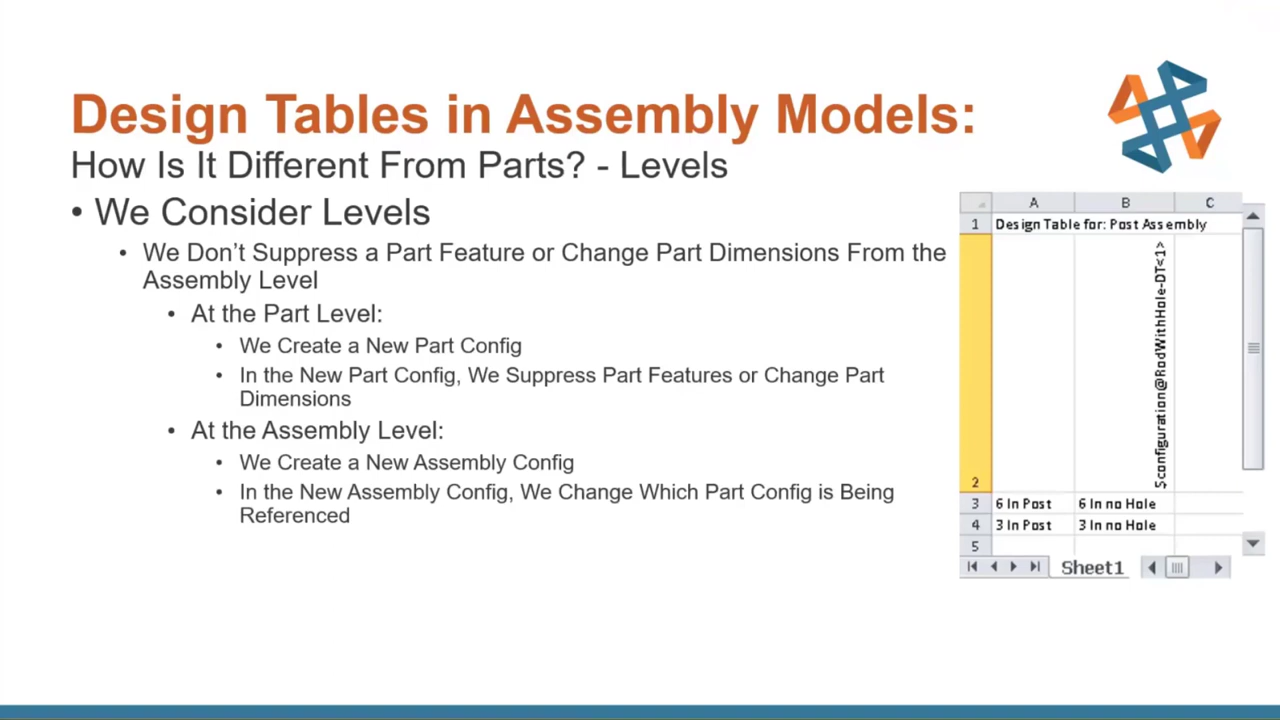 Design Tables in Assembly Models:
How Is It Different From Parts? - Levels
• We Consider Levels
• We Don't Suppress a Part Feature or Change Part Dimensions From the
Assembly Level
• At the Part Level:
• We Create a New Part Config
• In the New Part Config, We Suppress Part Features or Change Part
Dimensions
• At the Assembly Level:
• We Create a New Assembly Config
• In the New Assembly Config, We Change Which Part Config is Being
Referenced
A B C
1 Design Table for: Post Assembly
2 $configuration@RodWithHole-DT<1>
3 6 In Post 6 In no Hole
4 3 In Post 3 In no Hole
5
Sheet1